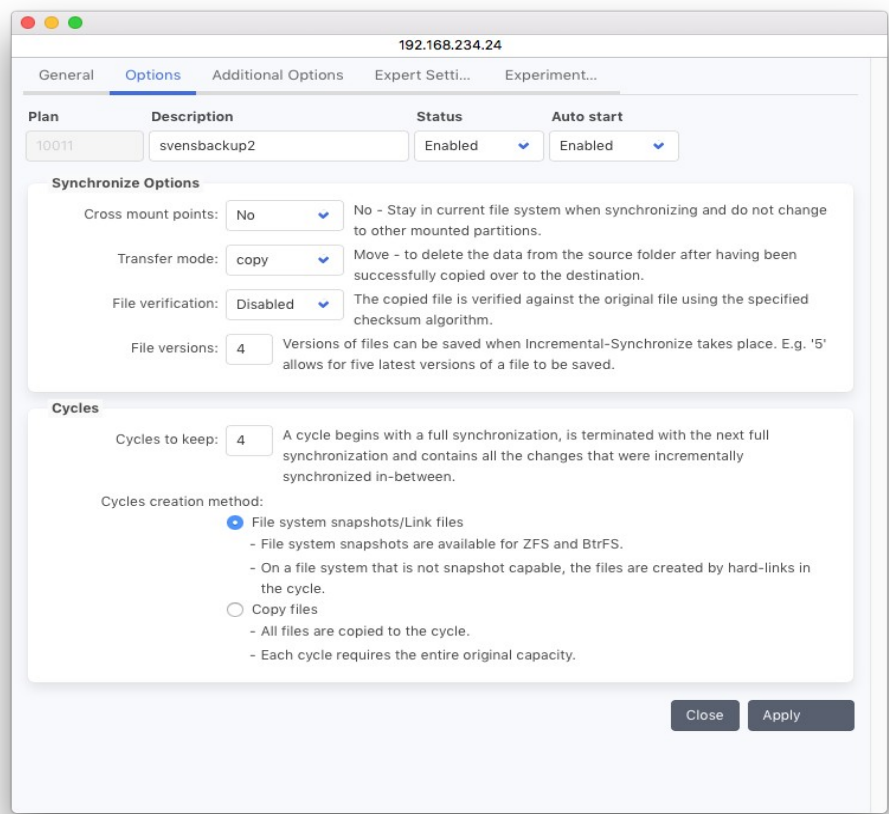 192.168.234.24
General Options Additional Options Expert Setti... Experiment...
Plan Description Status Auto start
10011 svensbackup2 Enabled Enabled
Synchronize Options
Cross mount points: No No - Stay in current file system when synchronizing and do not change
to other mounted partitions.
Transfer mode: copy Move - to delete the data from the source folder after having been
successfully copied over to the destination.
File verification: Disabled The copied file is verified against the original file using the specified
checksum algorithm.
File versions: 4 Versions of files can be saved when Incremental-Synchronize takes place. E.g. '5'
allows for five latest versions of a file to be saved.
Cycles
Cycles to keep: 4 A cycle begins with a full synchronization, is terminated with the next full
synchronization and contains all the changes that were incrementally
synchronized in-between.
Cycles creation method:
File system snapshots/Link files
- File system snapshots are available for ZFS and BtrFS.
- On a file system that is not snapshot capable, the files are created by hard-links in
the cycle.
Copy files
- All files are copied to the cycle.
- Each cycle requires the entire original capacity.
Close Apply